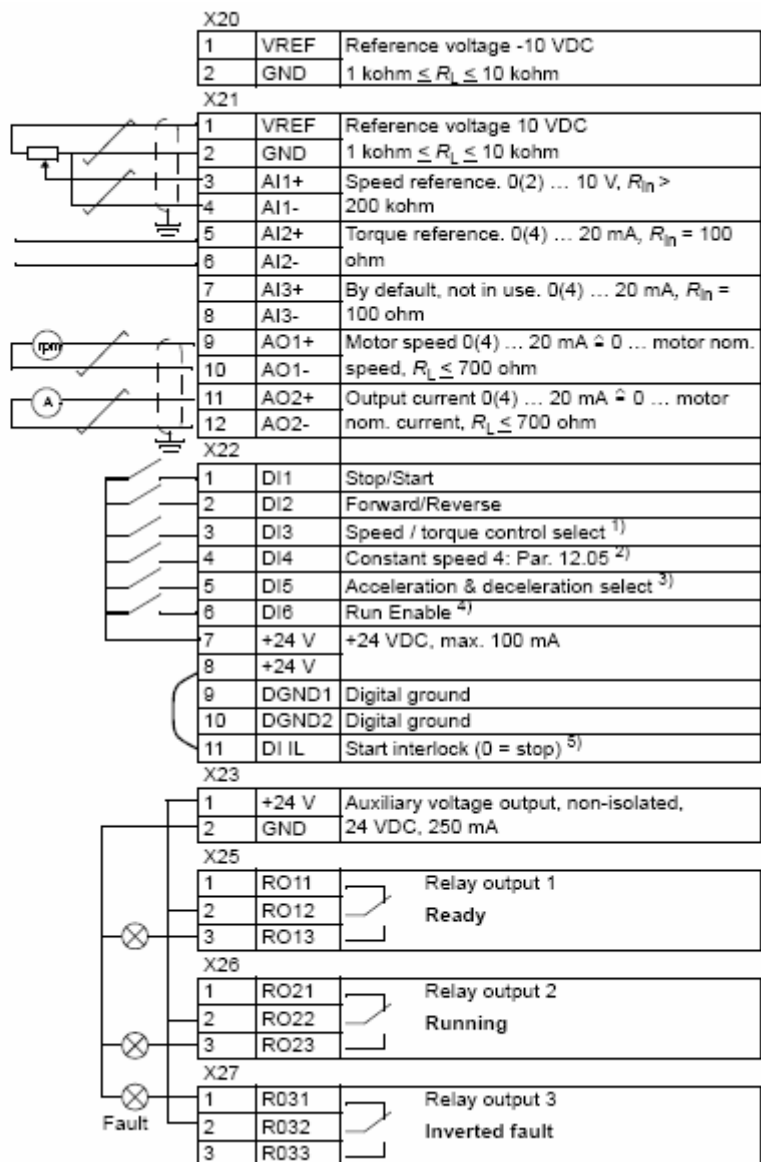 X20
1 VREF Reference voltage -10 VDC
2 GND 1 kohm ≤ RL ≤ 10 kohm
X21
1 VREF Reference voltage 10 VDC
2 GND 1 kohm ≤ RL ≤ 10 kohm
3 AI1+ Speed reference. 0(2) ... 10 V, Rin >
4 AI1- 200 kohm
5 AI2+ Torque reference. 0(4) ... 20 mA, Rin = 100
6 AI2- ohm
7 AI3+ By default, not in use. 0(4) ... 20 mA, Rin =
8 AI3- 100 ohm
rpm 9 AO1+ Motor speed 0(4) ... 20 mA ≙ 0 ... motor nom.
10 AO1- speed, RL ≤ 700 ohm
A 11 AO2+ Output current 0(4) ... 20 mA ≙ 0 ... motor
12 AO2- nom. current, RL ≤ 700 ohm
X22
1 DI1 Stop/Start
2 DI2 Forward/Reverse
3 DI3 Speed / torque control select 1)
4 DI4 Constant speed 4: Par. 12.05 2)
5 DI5 Acceleration & deceleration select 3)
6 DI6 Run Enable 4)
7 +24 V +24 VDC, max. 100 mA
8 +24 V
9 DGND1 Digital ground
10 DGND2 Digital ground
11 DI IL Start interlock (0 = stop) 5)
X23
1 +24 V Auxiliary voltage output, non-isolated,
2 GND 24 VDC, 250 mA
X25
1 RO11 Relay output 1
2 RO12 Ready
3 RO13
X26
1 RO21 Relay output 2
2 RO22 Running
3 RO23
X27
1 R031 Relay output 3
Fault 2 R032 Inverted fault
3 R033